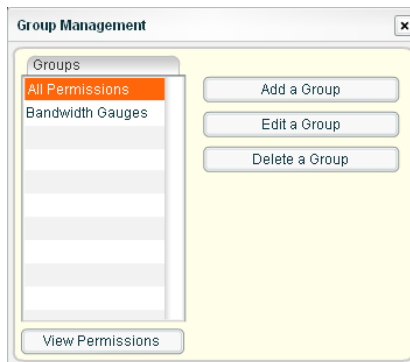 Group Management
Groups
All Permissions
Bandwidth Gauges
Add a Group
Edit a Group
Delete a Group
View Permissions